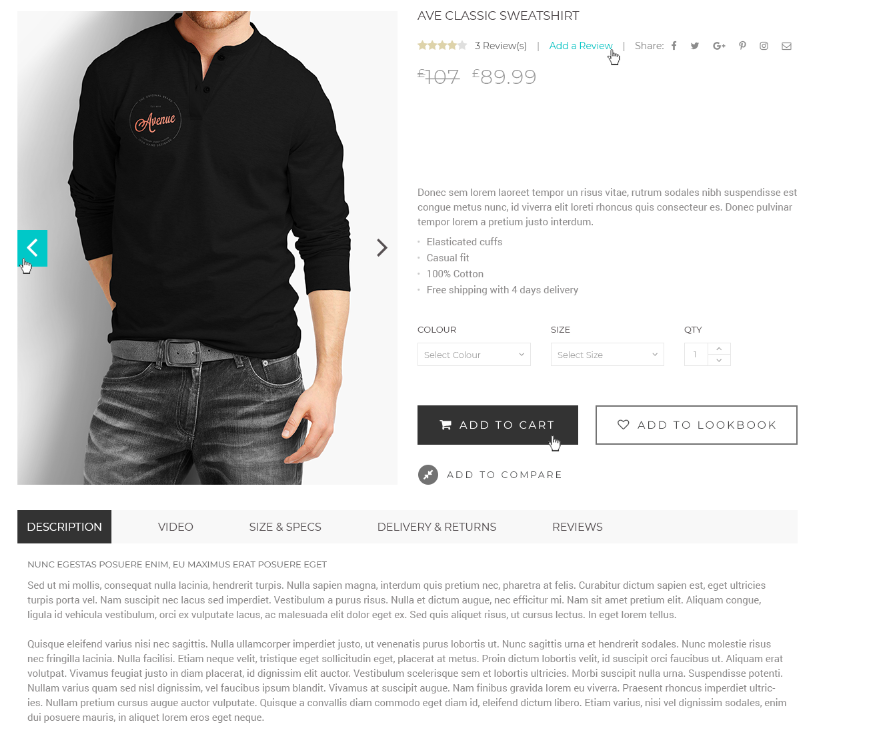 AVE CLASSIC SWEATSHIRT
3 Review(s) | Add a Review | Share:
£107 £89.99
Avenue
Donec sem lorem laoreet tempor un risus vitae, rutrum sodales nibh suspendisse est
congue metus nunc, id viverra elit loreti rhoncus quis consecteur es. Donec pulvinar
tempor lorem a pretium justo interdum.
Elasticated cuffs
Casual fit
100% Cotton
Free shipping with 4 days delivery
COLOUR SIZE QTY
Select Colour Select Size 1
ADD TO CART ADD TO LOOKBOOK
ADD TO COMPARE
DESCRIPTION VIDEO SIZE & SPECS DELIVERY & RETURNS REVIEWS
NUNC EGESTAS POSUERE ENIM, EU MAXIMUS ERAT POSUERE EGET
Sed ut mi mollis, consequat nulla lacinia, hendrerit turpis. Nulla sapien magna, interdum quis pretium nec, pharetra at felis. Curabitur dictum sapien est, eget ultricies
turpis porta vel. Nam suscipit nec lacus sed imperdiet. Vestibulum a purus risus. Nulla et dictum augue, nec efficitur mi. Nam sit amet pretium elit. Aliquam congue,
ligula id vehicula vestibulum, orci ex vulputate lacus, ac malesuada elit dolor eget ex. Sed quis aliquet risus, ut cursus lectus. In eget lorem tellus.
Quisque eleifend varius nisi nec sagittis. Nulla ullamcorper imperdiet justo, ut venenatis purus lobortis ut. Nunc sagittis urna et hendrerit sodales. Nunc molestie risus
nec fringilla lacinia. Nulla facilisi. Etiam neque velit, tristique eget sollicitudin eget, placerat at metus. Proin dictum lobortis velit, id suscipit orci faucibus ut. Aliquam erat
volutpat. Vivamus feugiat justo in diam placerat, id dignissim elit auctor. Vestibulum scelerisque sem et lobortis ultricies. Morbi suscipit nulla urna. Suspendisse potenti.
Nullam varius quam sed nisl dignissim, vel faucibus ipsum blandit. Vivamus at suscipit augue. Nam finibus gravida lorem eu viverra. Praesent rhoncus imperdiet ultric-
ies. Nullam pretium cursus augue auctor vulputate. Quisque a convallis diam commodo eget diam id, eleifend dictum libero. Etiam varius, nisi vel dignissim sodales, enim
dui posuere mauris, in aliquet lorem eros eget neque.